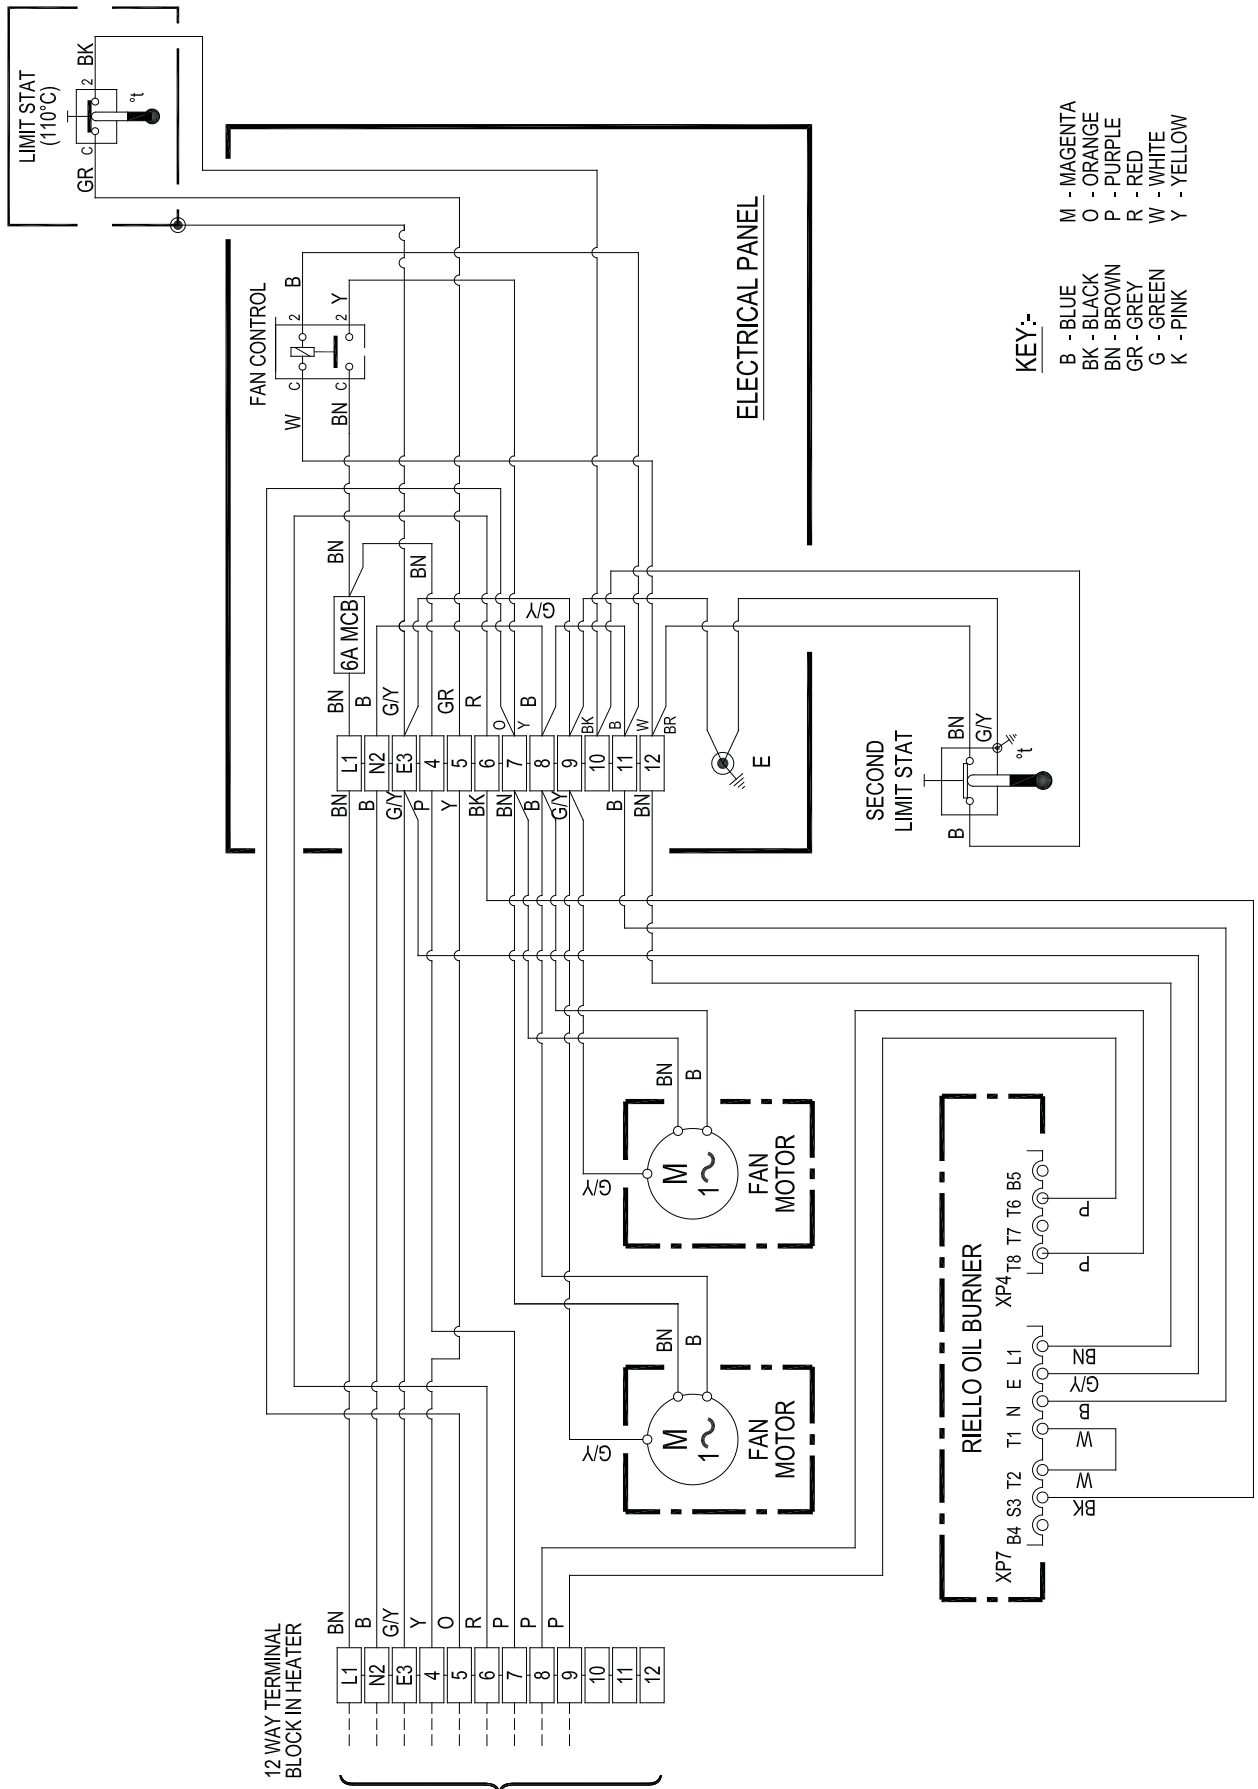 LIMIT STAT
(110°C)
GR
C
2
BK
°t
FAN CONTROL
W
C
2
B
BN
C
2
Y
ELECTRICAL PANEL
KEY:-
B - BLUE
BK - BLACK
BN - BROWN
GR - GREY
G - GREEN
K - PINK
M - MAGENTA
O - ORANGE
P - PURPLE
R - RED
W - WHITE
Y - YELLOW
BN
6A MCB
BN
BN
B
G/Y
BN
GR
R
O
Y
B
G/Y
BK
B
W
BR
L1
N2
E3
4
5
6
7
8
9
10
11
12
BN
B
G/Y
P
Y
BK
BN
B
G/Y
B
BN
E
SECOND
LIMIT STAT
B
BN
G/Y
°t
BN
B
G/Y
M
1~
FAN
MOTOR
BN
B
G/Y
M
1~
FAN
MOTOR
RIELLO OIL BURNER
XP7
B4 S3 T2 T1 N E L1
XP4
T8 T7 T6 B5
BK
W
W
B
G/Y
BN
P
P
12 WAY TERMINAL
BLOCK IN HEATER
BN
B
G/Y
Y
O
R
P
P
P
L1
N2
E3
4
5
6
7
8
9
10
11
12